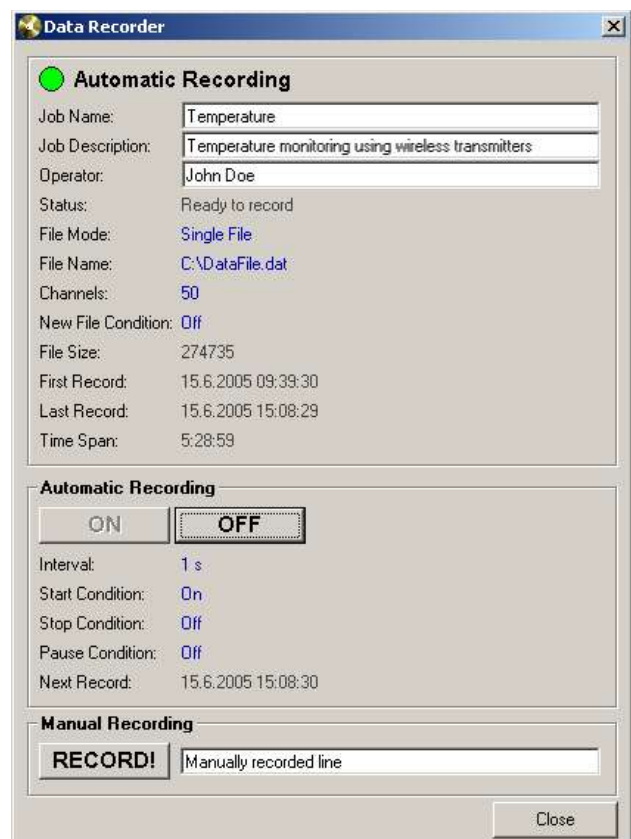 Data Recorder
Automatic Recording
Job Name: Temperature
Job Description: Temperature monitoring using wireless transmitters
Operator: John Doe
Status: Ready to record
File Mode: Single File
File Name: C:\DataFile.dat
Channels: 50
New File Condition: Off
File Size: 274735
First Record: 15.6.2005 09:39:30
Last Record: 15.6.2005 15:08:29
Time Span: 5:28:59
Automatic Recording
ON OFF
Interval: 1 s
Start Condition: On
Stop Condition: Off
Pause Condition: Off
Next Record: 15.6.2005 15:08:30
Manual Recording
RECORD! Manually recorded line
Close